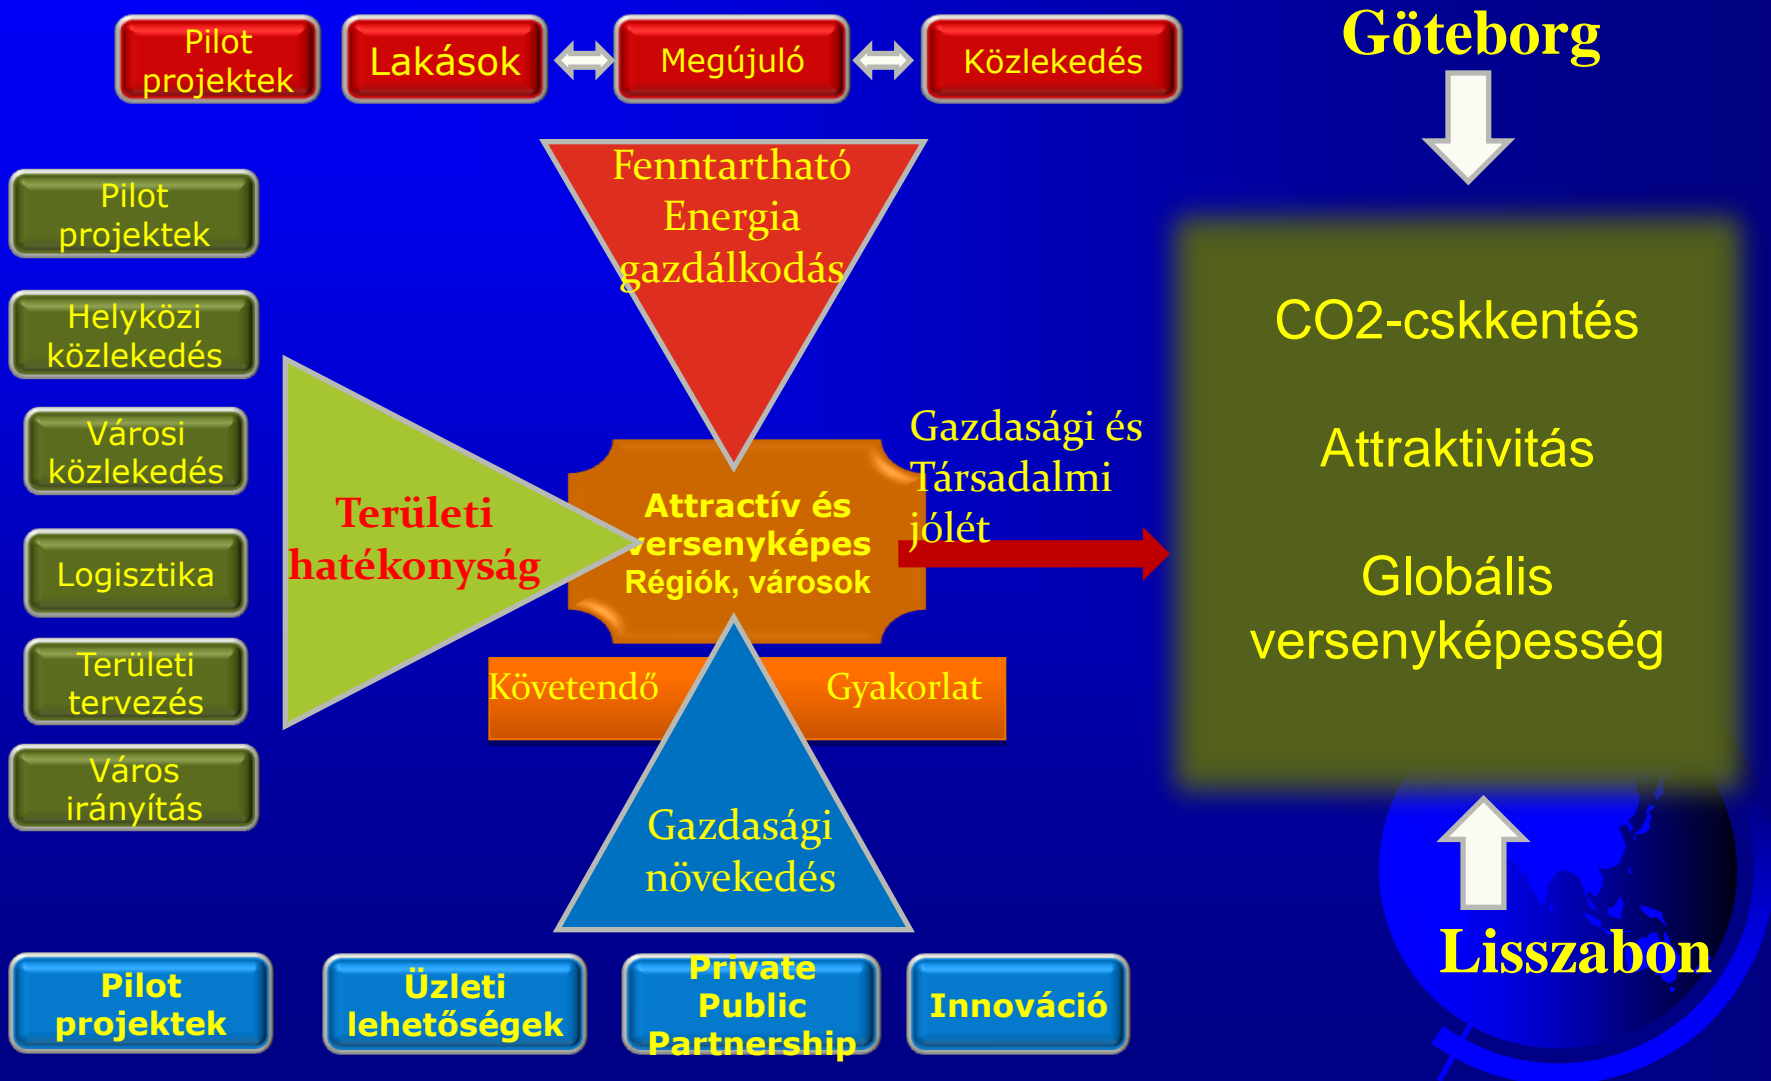 Pilot
projektek
Lakások
Megújuló
Közlekedés
Göteborg
Fenntartható
Energia
gazdálkodás
Pilot
projektek
Helyközi
közlekedés
Városi
közlekedés
Logisztika
Területi
tervezés
Város
irányítás
Területi
hatékonyság
Attractív és
versenyképes
Régiók, városok
Gazdasági és
Társadalmi
jólét
CO2-cskkentés
Attraktivitás
Globális
versenyképesség
Követendő
Gyakorlat
Gazdasági
növekedés
Lisszabon
Pilot
projektek
Üzleti
lehetőségek
Private
Public
Partnership
Innováció